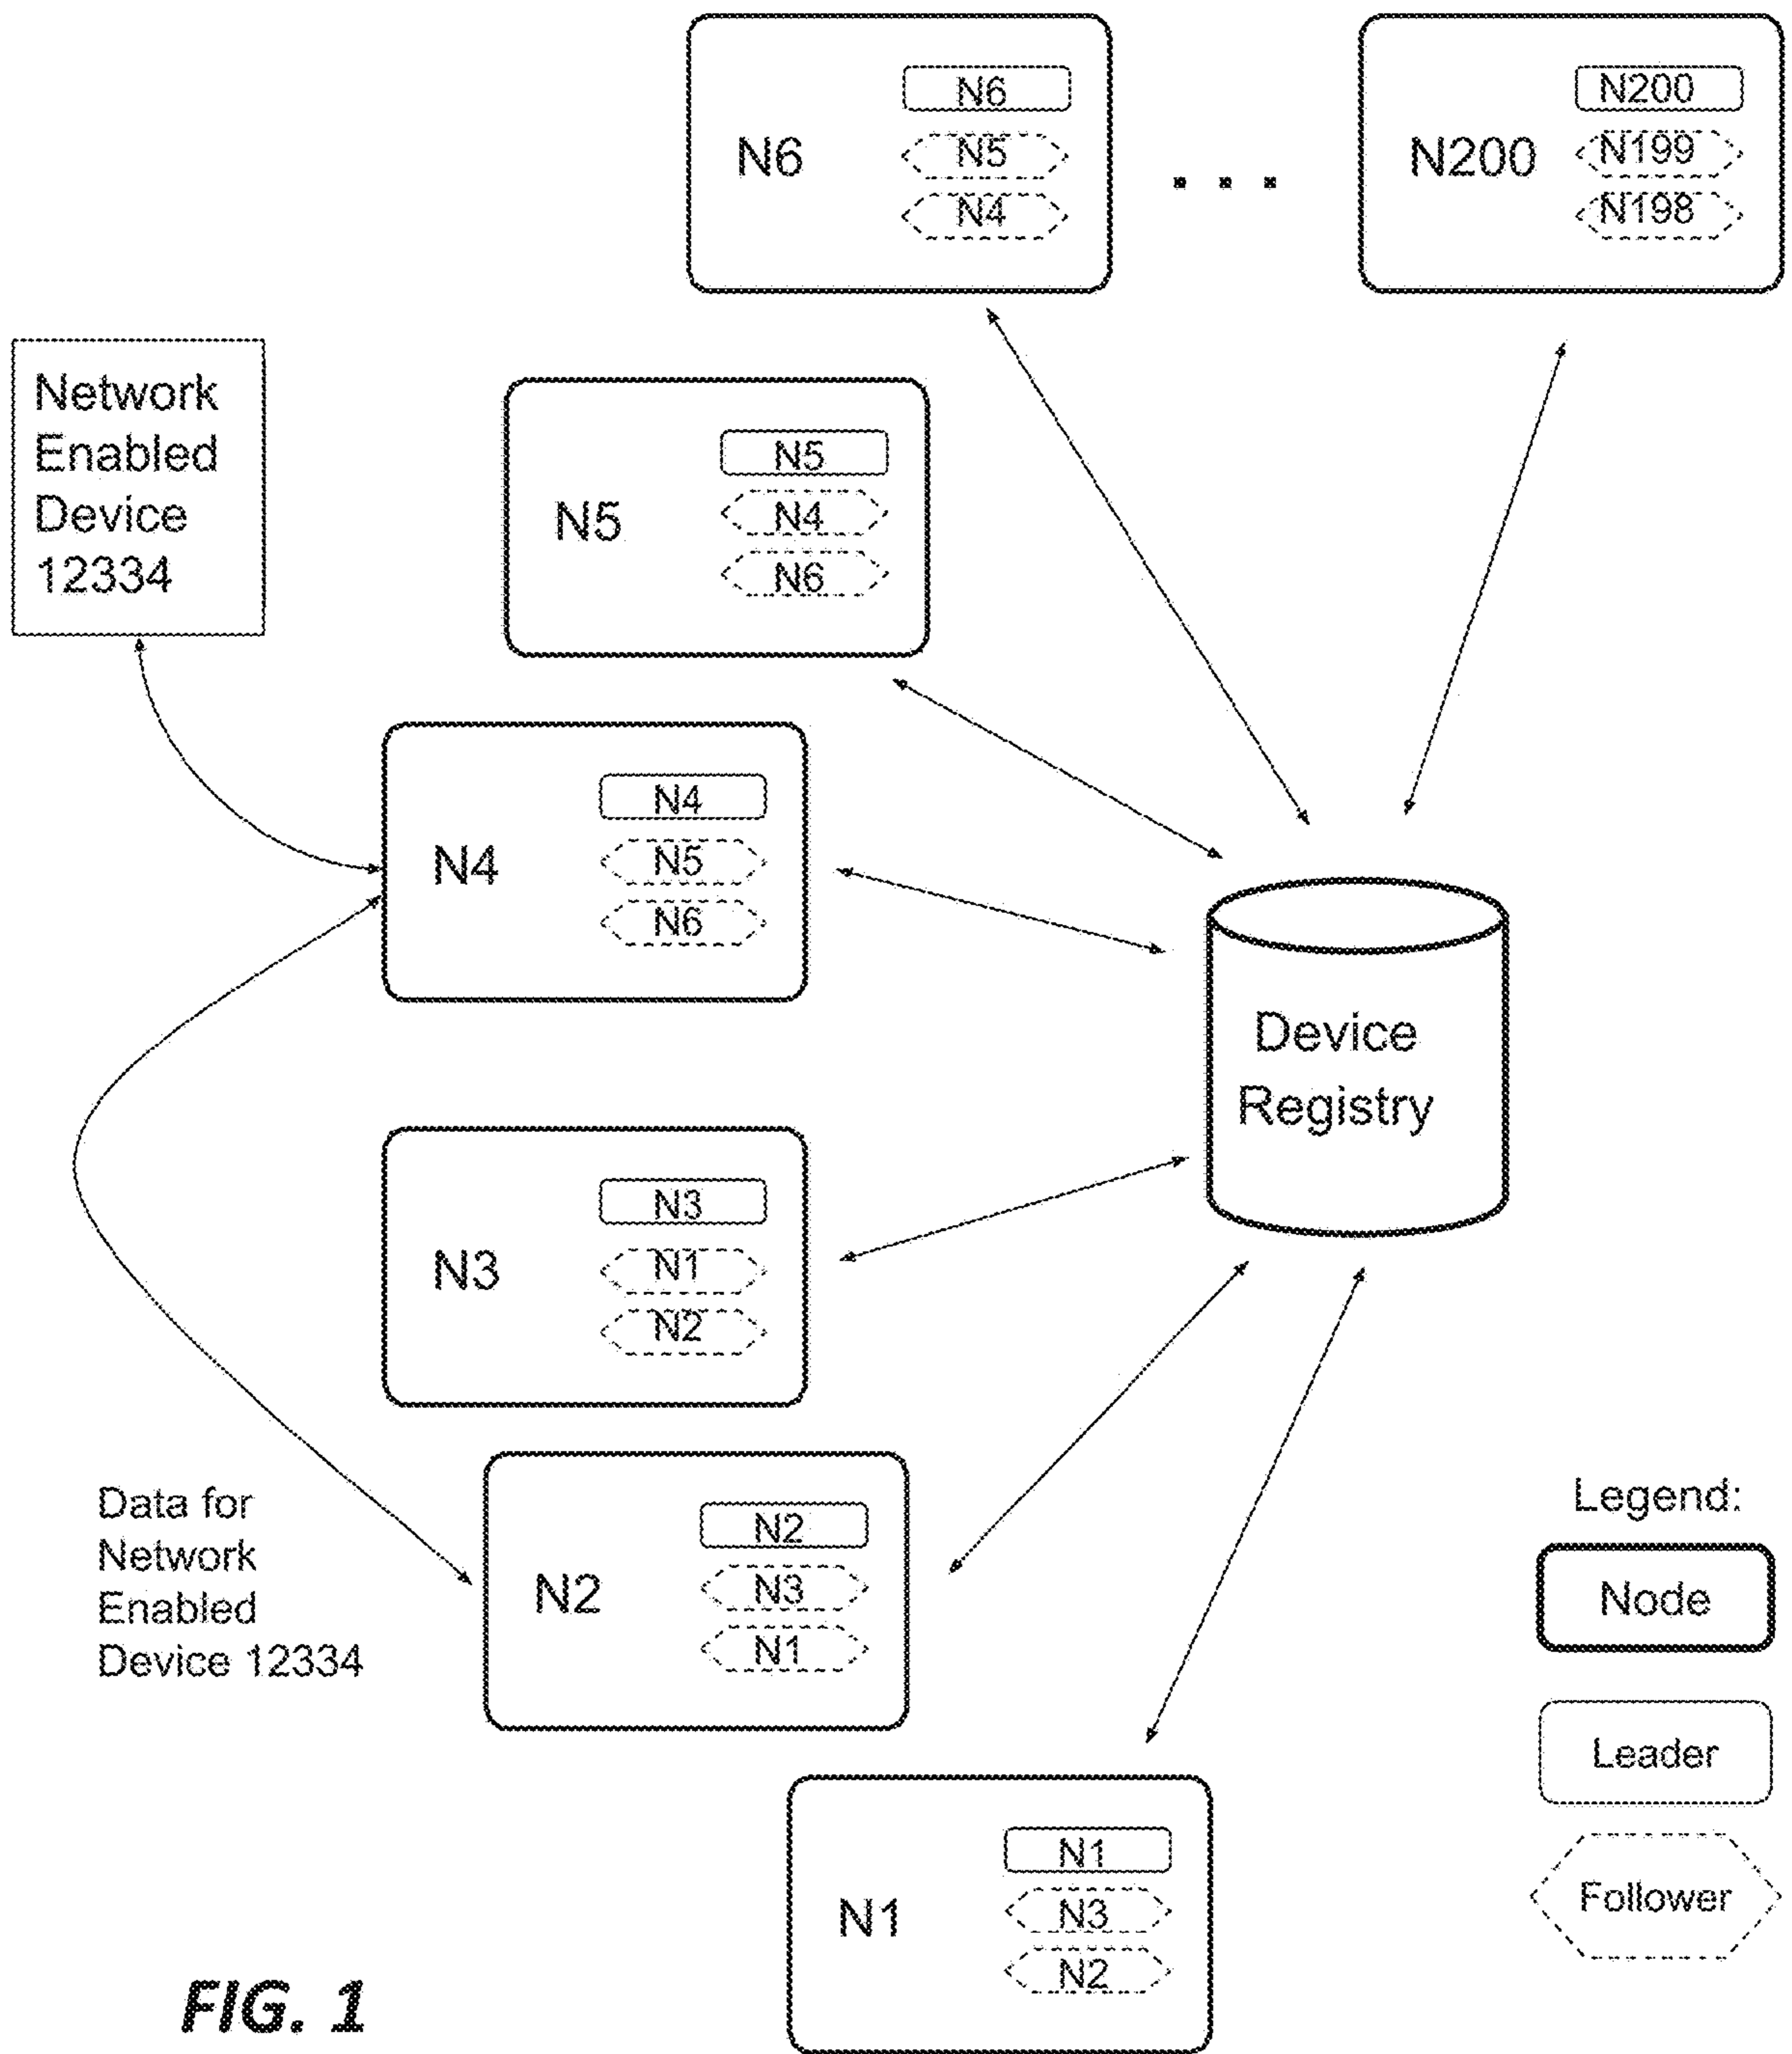 N6
N6
N5
N4
. . .
N200
N200
N199
N198
Network
Enabled
Device
12334
N5
N5
N4
N6
N4
N4
N5
N6
Device
Registry
N3
N3
N1
N2
Data for
Network
Enabled
Device 12334
N2
N2
N3
N1
Legend:
Node
Leader
Follower
N1
N1
N3
N2
FIG. 1